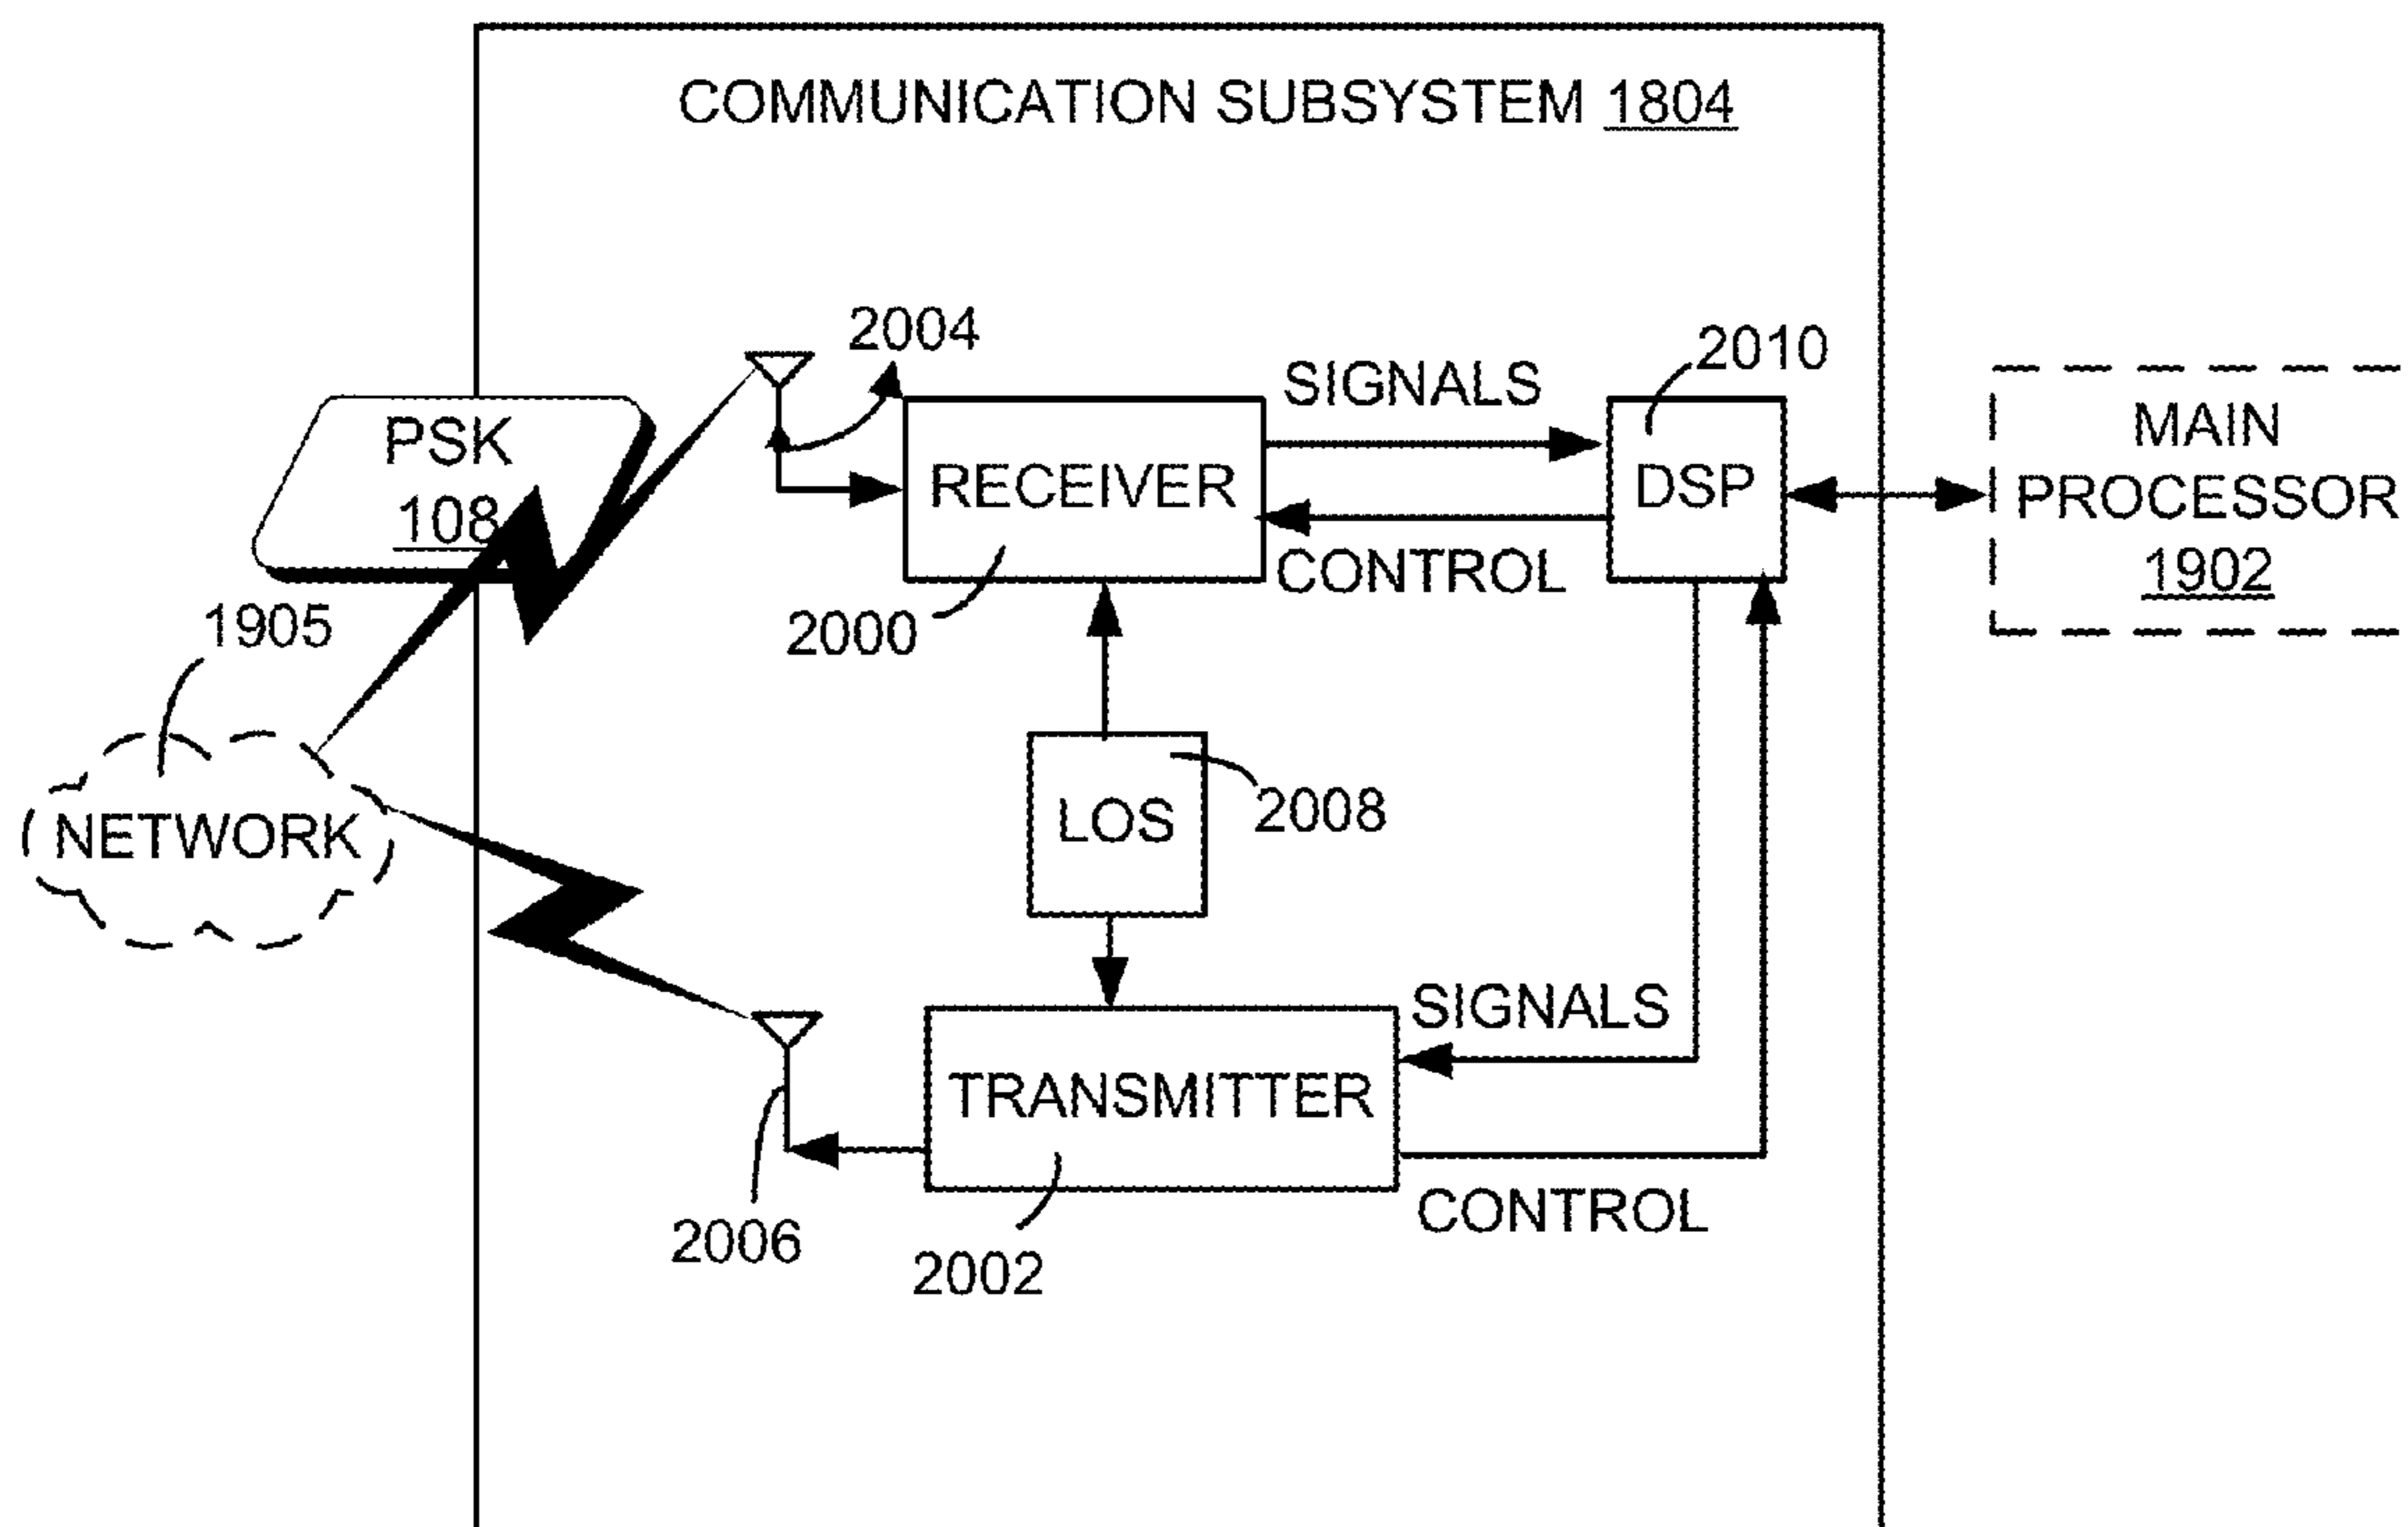 COMMUNICATION SUBSYSTEM 1804
2004
2010
SIGNALS
MAIN
PROCESSOR
1902
PSK
108
RECEIVER
DSP
CONTROL
1905
2000
NETWORK
LOS
2008
SIGNALS
TRANSMITTER
CONTROL
2006
2002